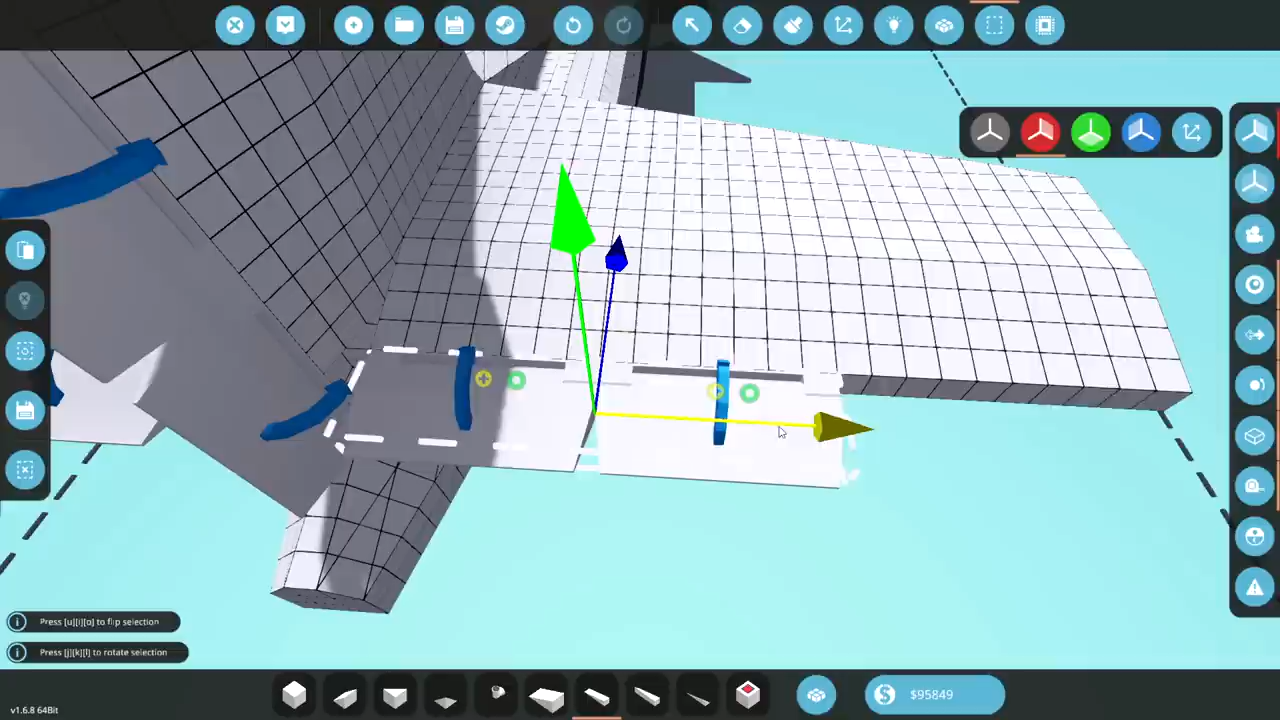 Press [u][i][o] to flip selection
Press [j][k][l] to rotate selection
$95849
v1.6.8 64Bit